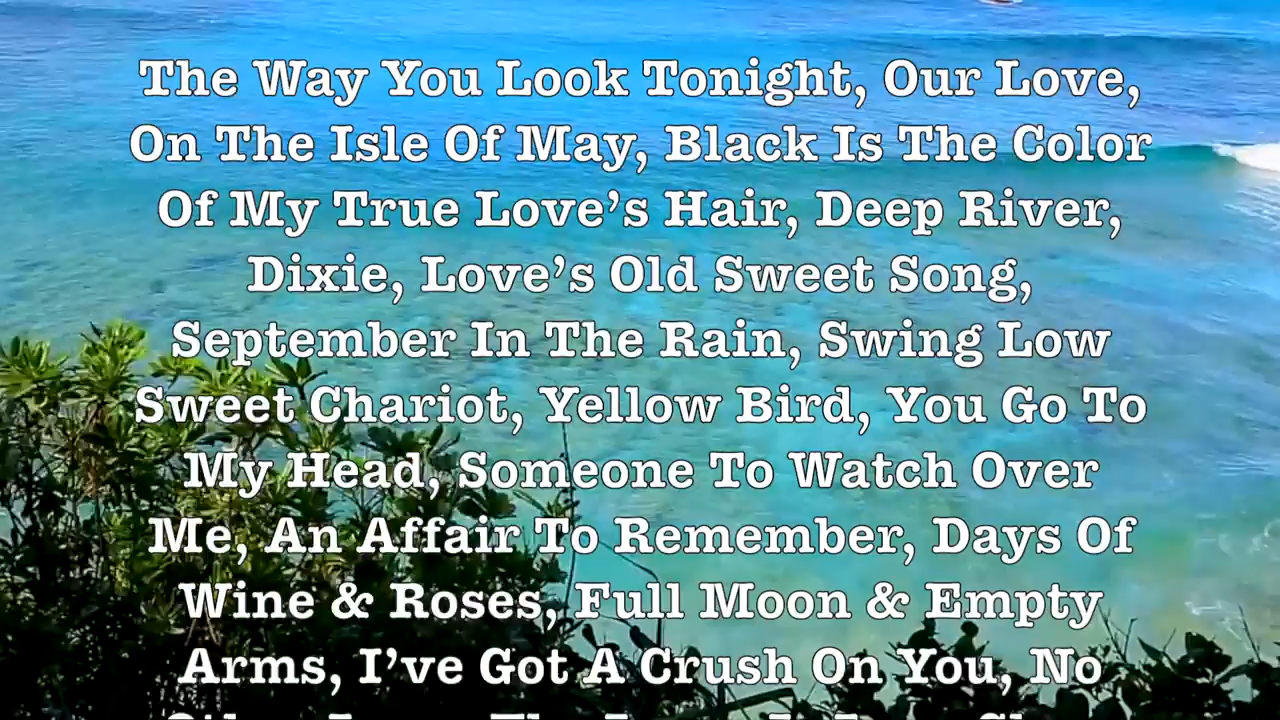 The Way You Look Tonight, Our Love,
On The Isle Of May, Black Is The Color
Of My True Love’s Hair, Deep River,
Dixie, Love’s Old Sweet Song,
September In The Rain, Swing Low
Sweet Chariot, Yellow Bird, You Go To
My Head, Someone To Watch Over
Me, An Affair To Remember, Days Of
Wine & Roses, Full Moon & Empty
Arms, I’ve Got A Crush On You, No